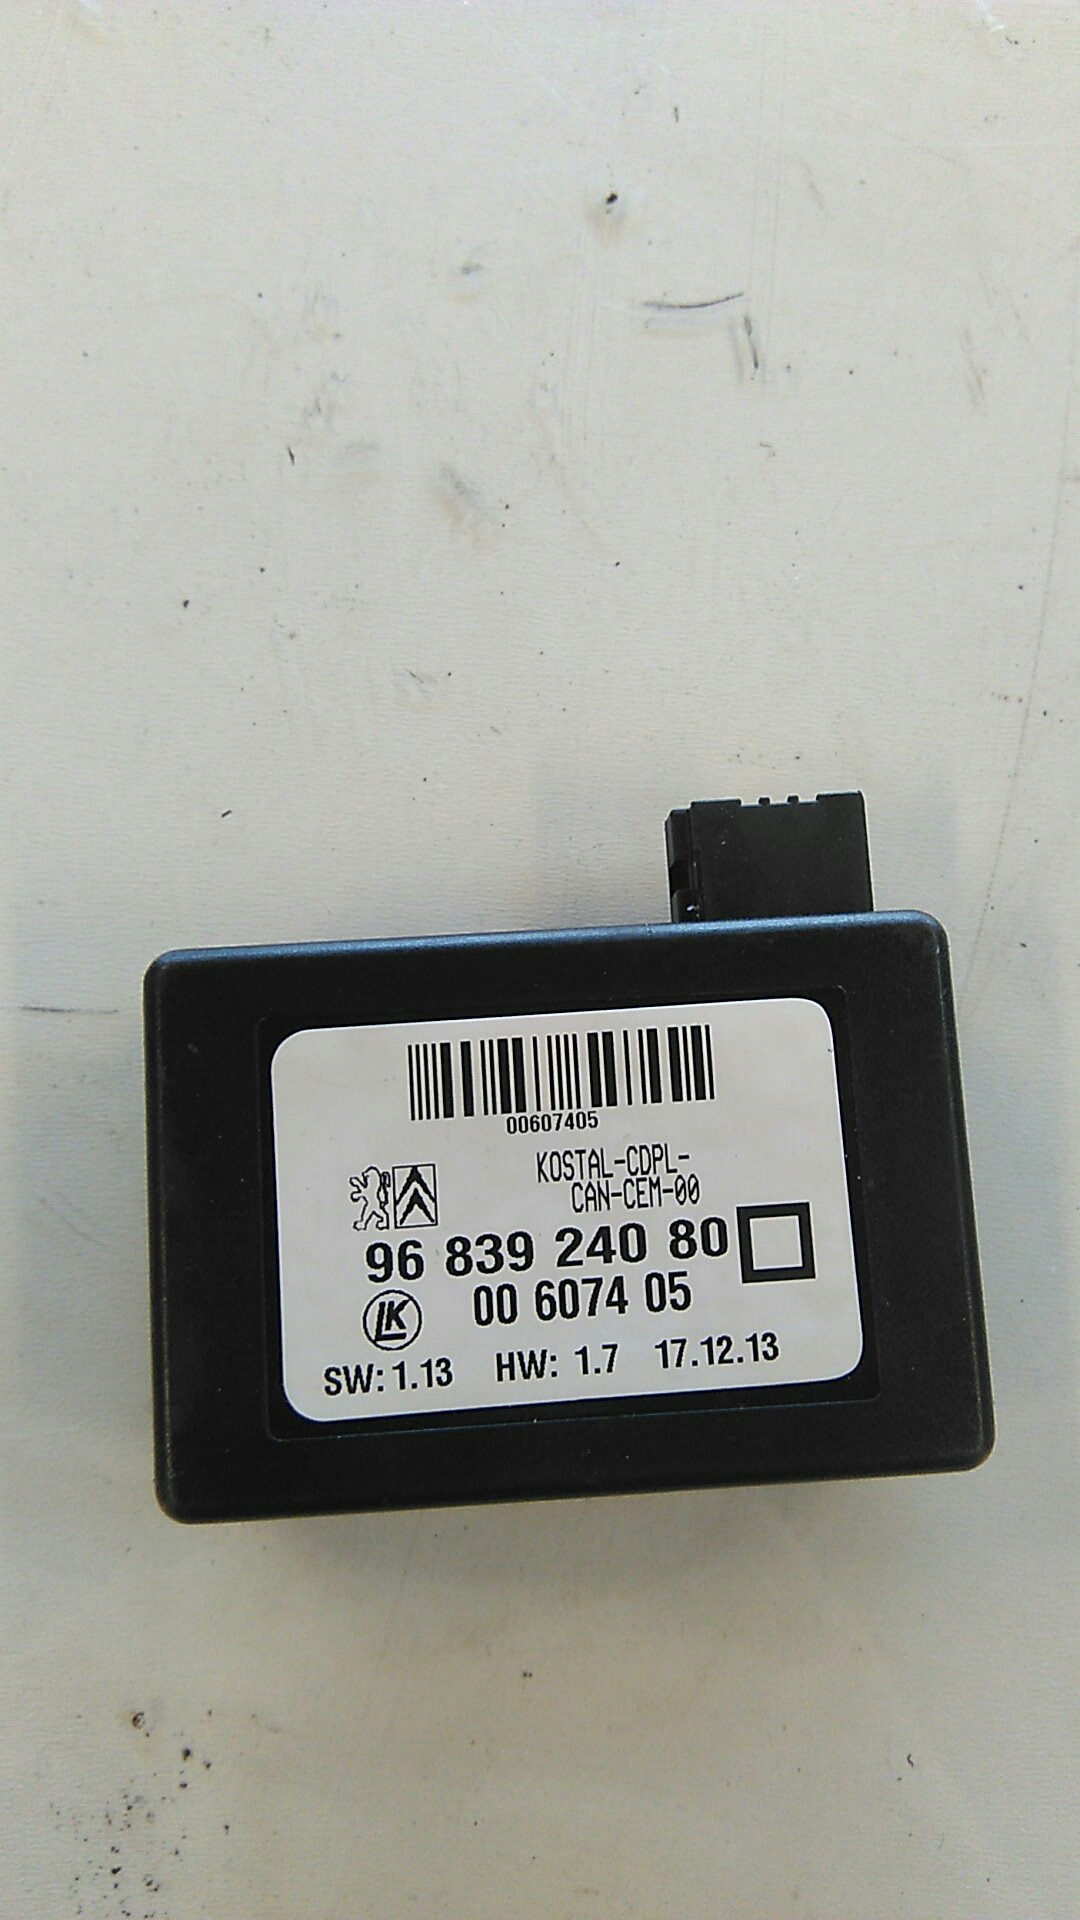 00607405
KOSTAL-CDPL-
CAN-CEM-00
96 839 240 80
LK
00 6074 05
SW: 1.13 HW: 1.7 17.12.13